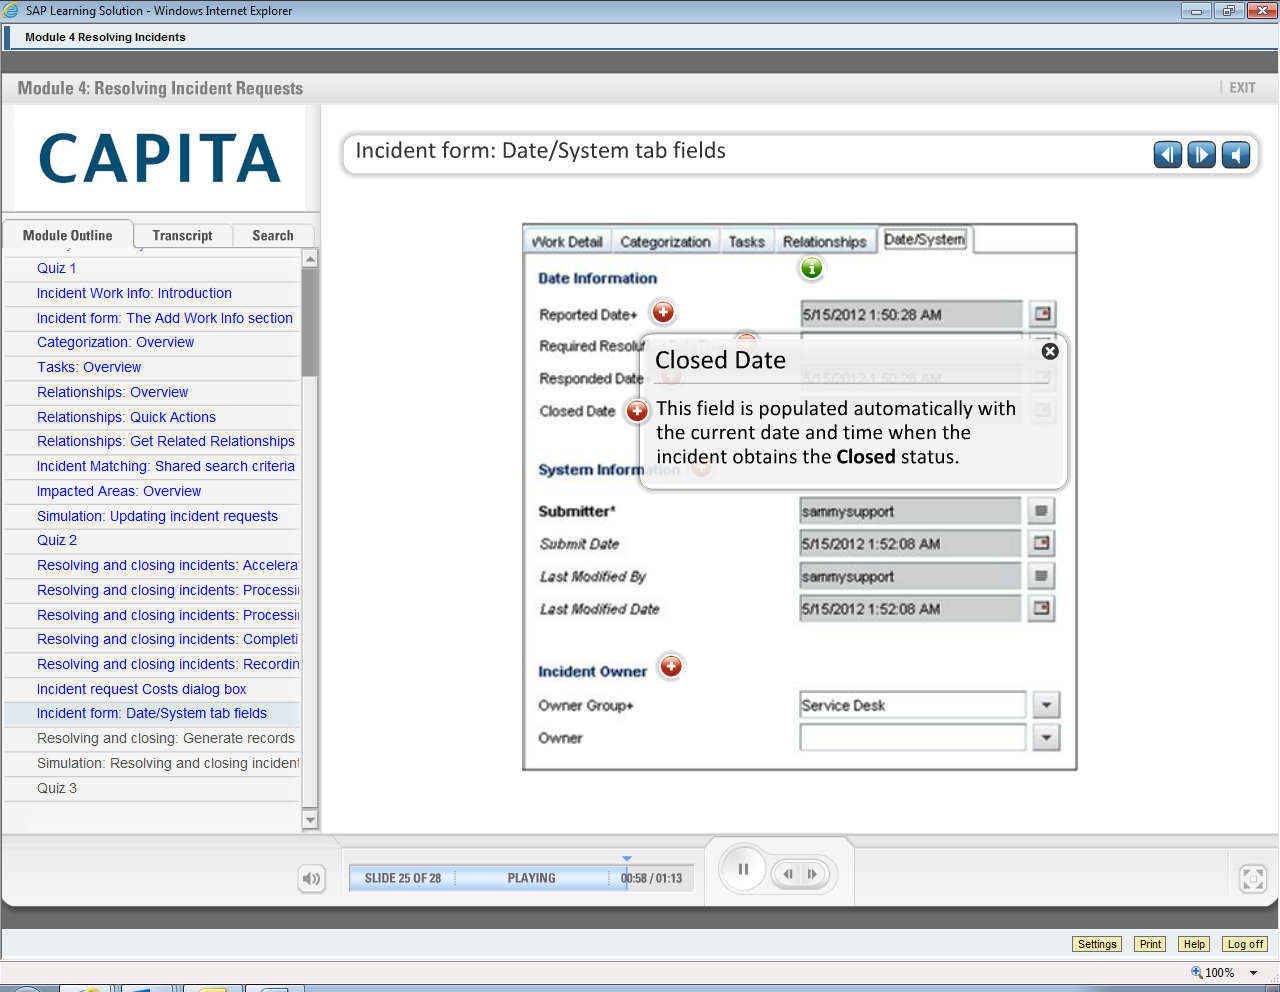 SAP Learning Solution - Windows Internet Explorer
Module 4 Resolving Incidents
Module 4: Resolving Incident Requests
EXIT
CAPITA
Incident form: Date/System tab fields
Module Outline Transcript Search
Quiz 1
Incident Work Info: Introduction
Incident form: The Add Work Info section
Categorization: Overview
Tasks: Overview
Relationships: Overview
Relationships: Quick Actions
Relationships: Get Related Relationships
Incident Matching: Shared search criteria
Impacted Areas: Overview
Simulation: Updating incident requests
Quiz 2
Resolving and closing incidents: Accelera
Resolving and closing incidents: Processi
Resolving and closing incidents: Processi
Resolving and closing incidents: Completi
Resolving and closing incidents: Recordin
Incident request Costs dialog box
Incident form: Date/System tab fields
Resolving and closing: Generate records
Simulation: Resolving and closing incident
Quiz 3
Work Detail Categorization Tasks Relationships Date/System
Date Information
Reported Date+ 5/15/2012 1:50:28 AM
Required Resolut
Responded Date+ 5/15/2012 1:50:28 AM
Closed Date
Closed Date
This field is populated automatically with
the current date and time when the
incident obtains the Closed status.
System Information
Submitter* sammysupport
Submit Date 5/15/2012 1:52:08 AM
Last Modified By sammysupport
Last Modified Date 5/15/2012 1:52:08 AM
Incident Owner
Owner Group+ Service Desk
Owner
SLIDE 25 OF 28 PLAYING 00:58 / 01:13
Settings Print Help Log off
100%